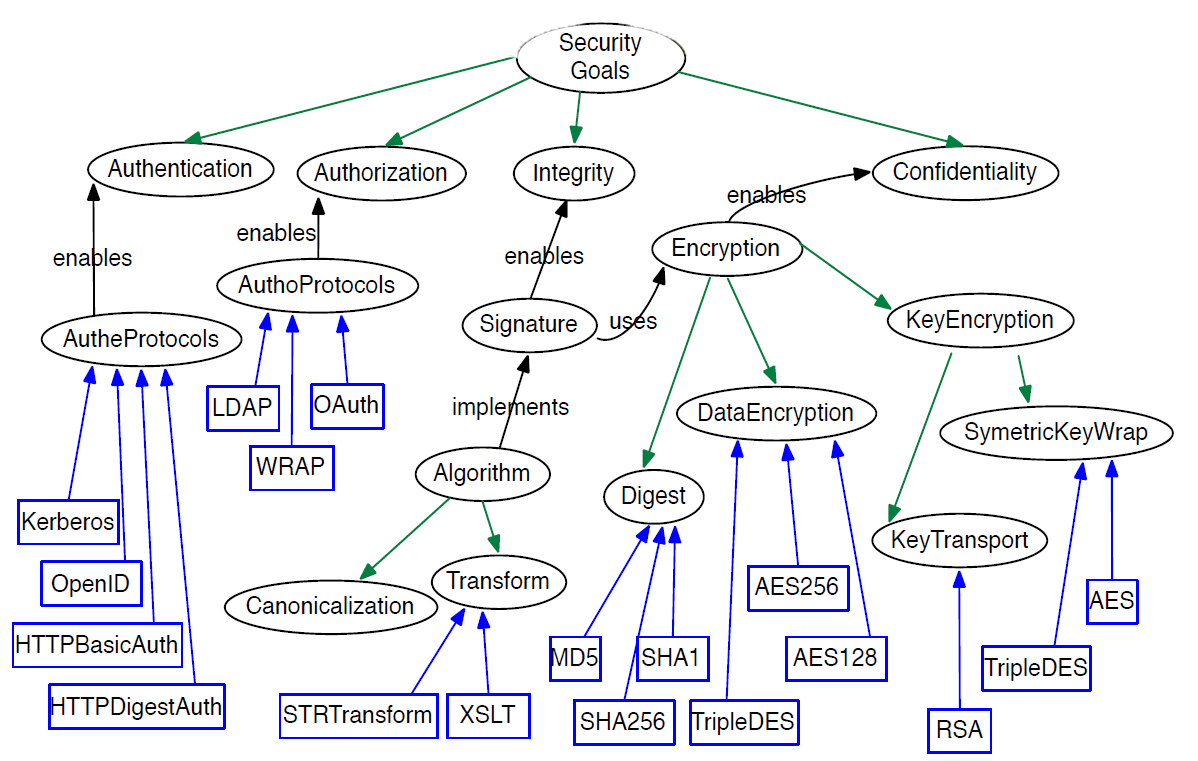 Security
Goals
Authentication
Authorization
Integrity
Confidentiality
enables
enables
enables
enables
Encryption
AuthoProtocols
Signature
uses
KeyEncryption
AutheProtocols
LDAP
OAuth
implements
DataEncryption
SymetricKeyWrap
WRAP
Algorithm
Digest
Kerberos
KeyTransport
OpenID
Transform
AES256
AES
Canonicalization
HTTPBasicAuth
MD5
SHA1
AES128
TripleDES
HTTPDigestAuth
STRTransform
XSLT
SHA256
TripleDES
RSA